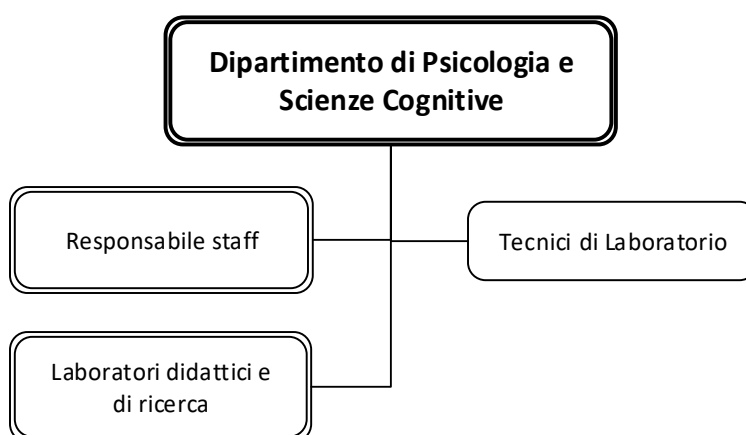 Dipartimento di Psicologia e
Scienze Cognitive
Responsabile staff
Tecnici di Laboratorio
Laboratori didattici e
di ricerca